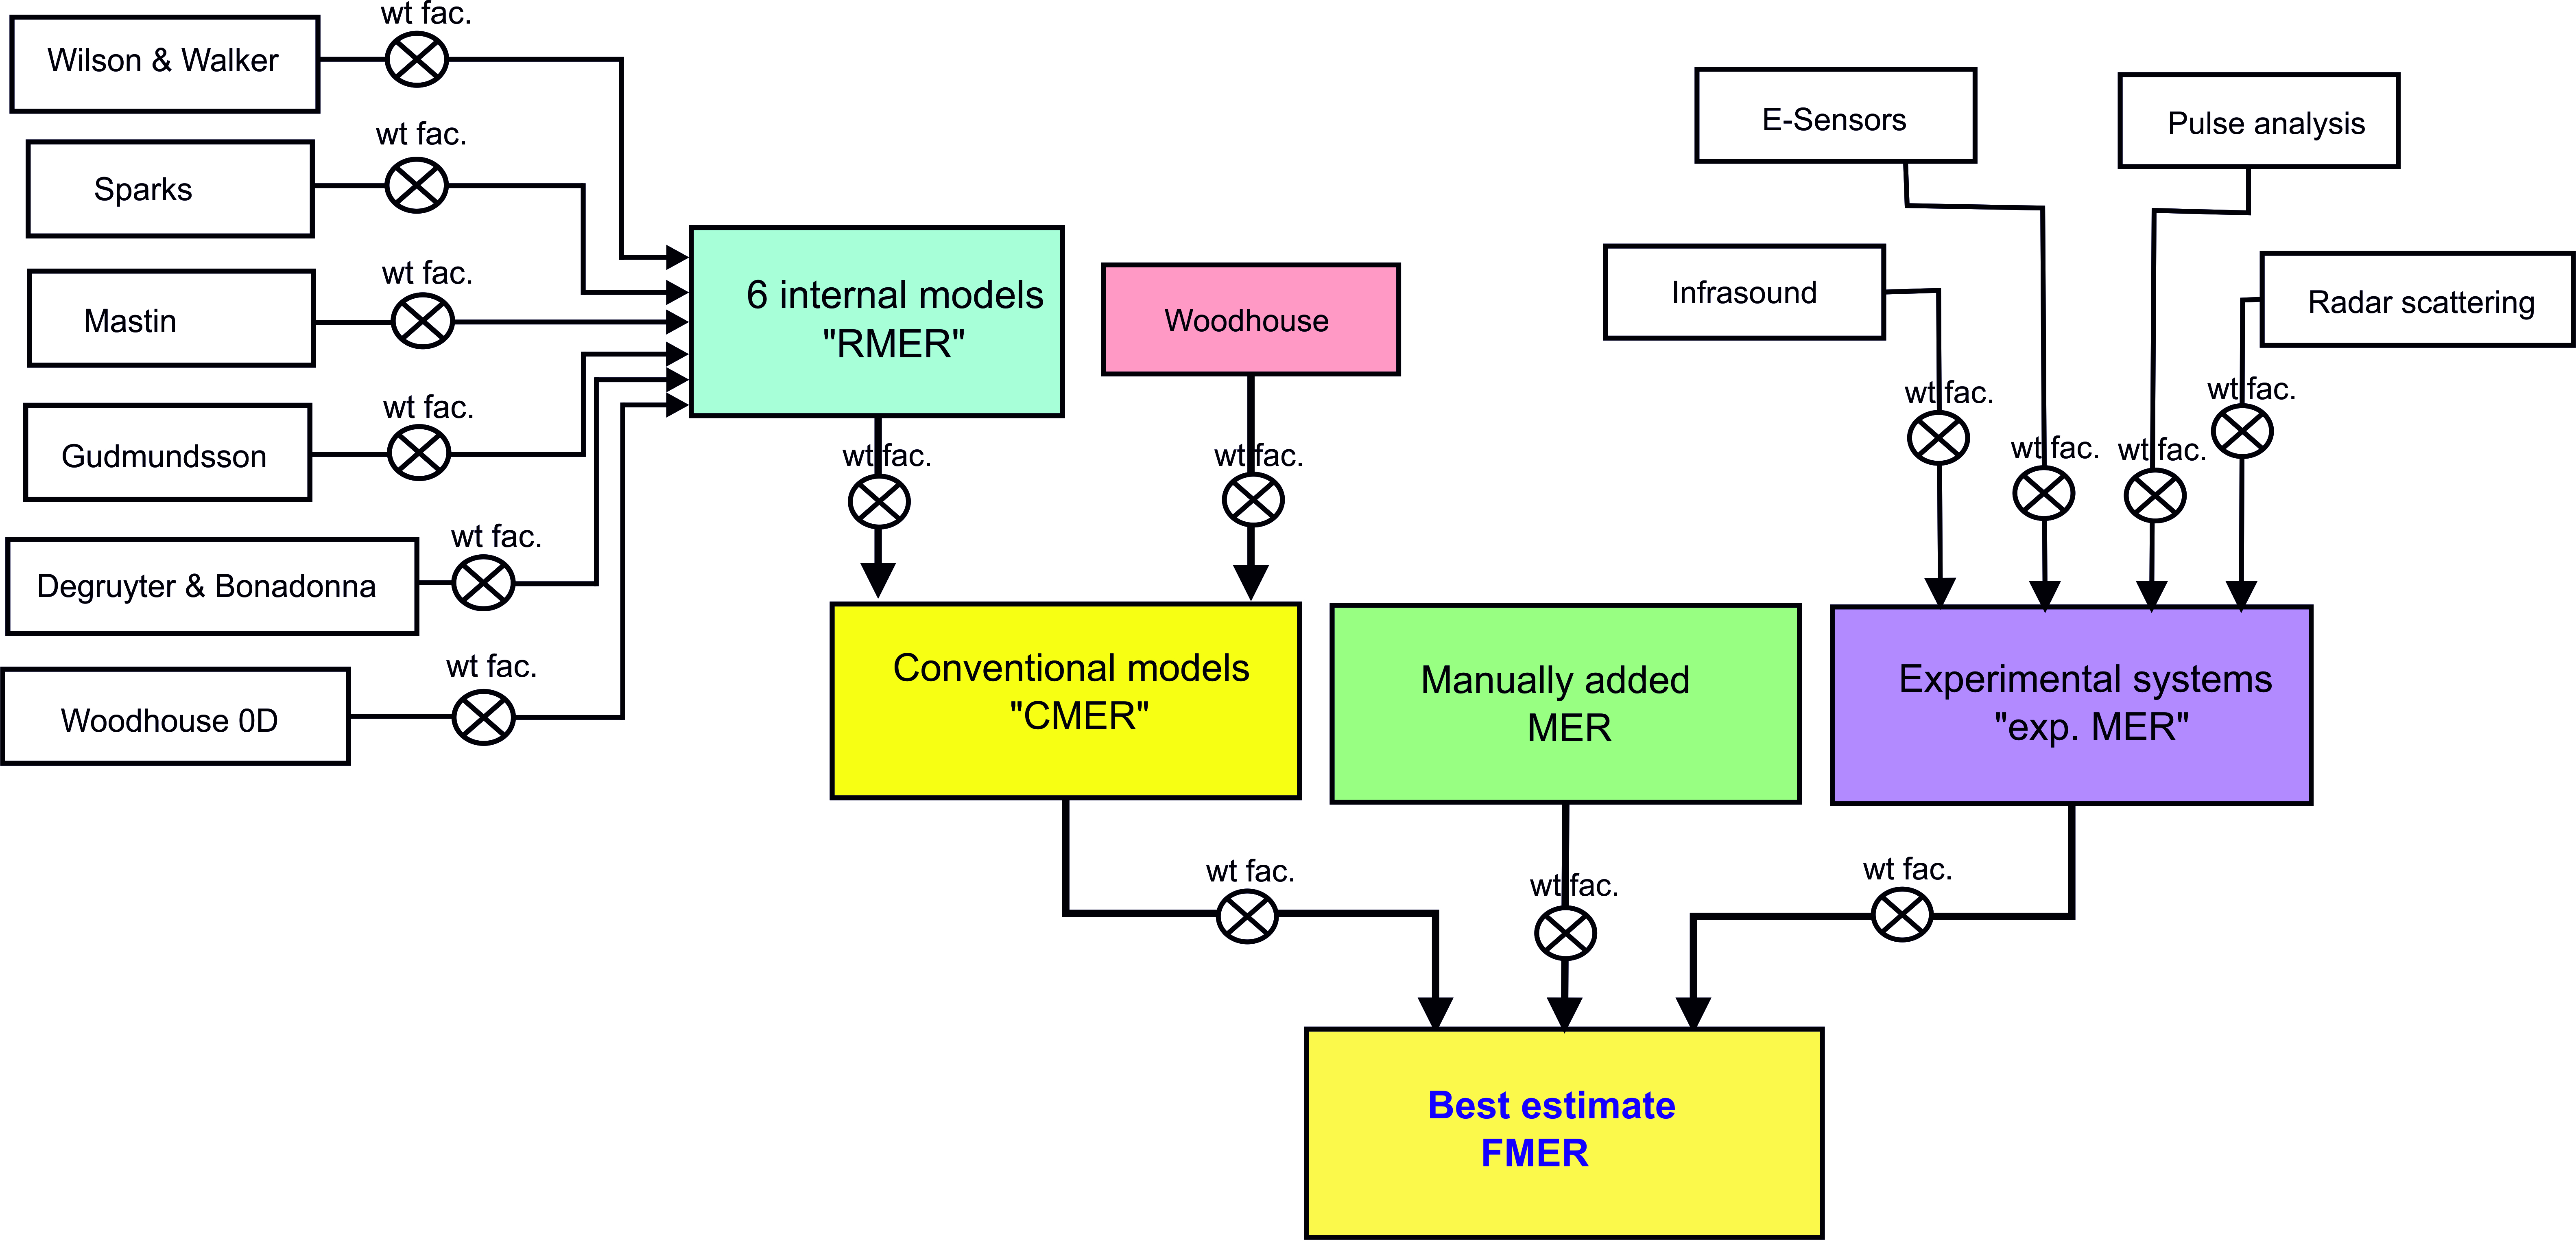 wt fac.
Wilson & Walker
wt fac.
Sparks
wt fac.
Mastin
wt fac.
Gudmundsson
wt fac.
Degruyter & Bonadonna
wt fac.
Woodhouse 0D
6 internal models
"RMER"
Woodhouse
wt fac.
wt fac.
E-Sensors
Pulse analysis
Infrasound
Radar scattering
wt fac.
wt fac.
wt fac.
wt fac.
Conventional models
"CMER"
Manually added
MER
Experimental systems
"exp. MER"
wt fac.
wt fac.
wt fac.
Best estimate
FMER